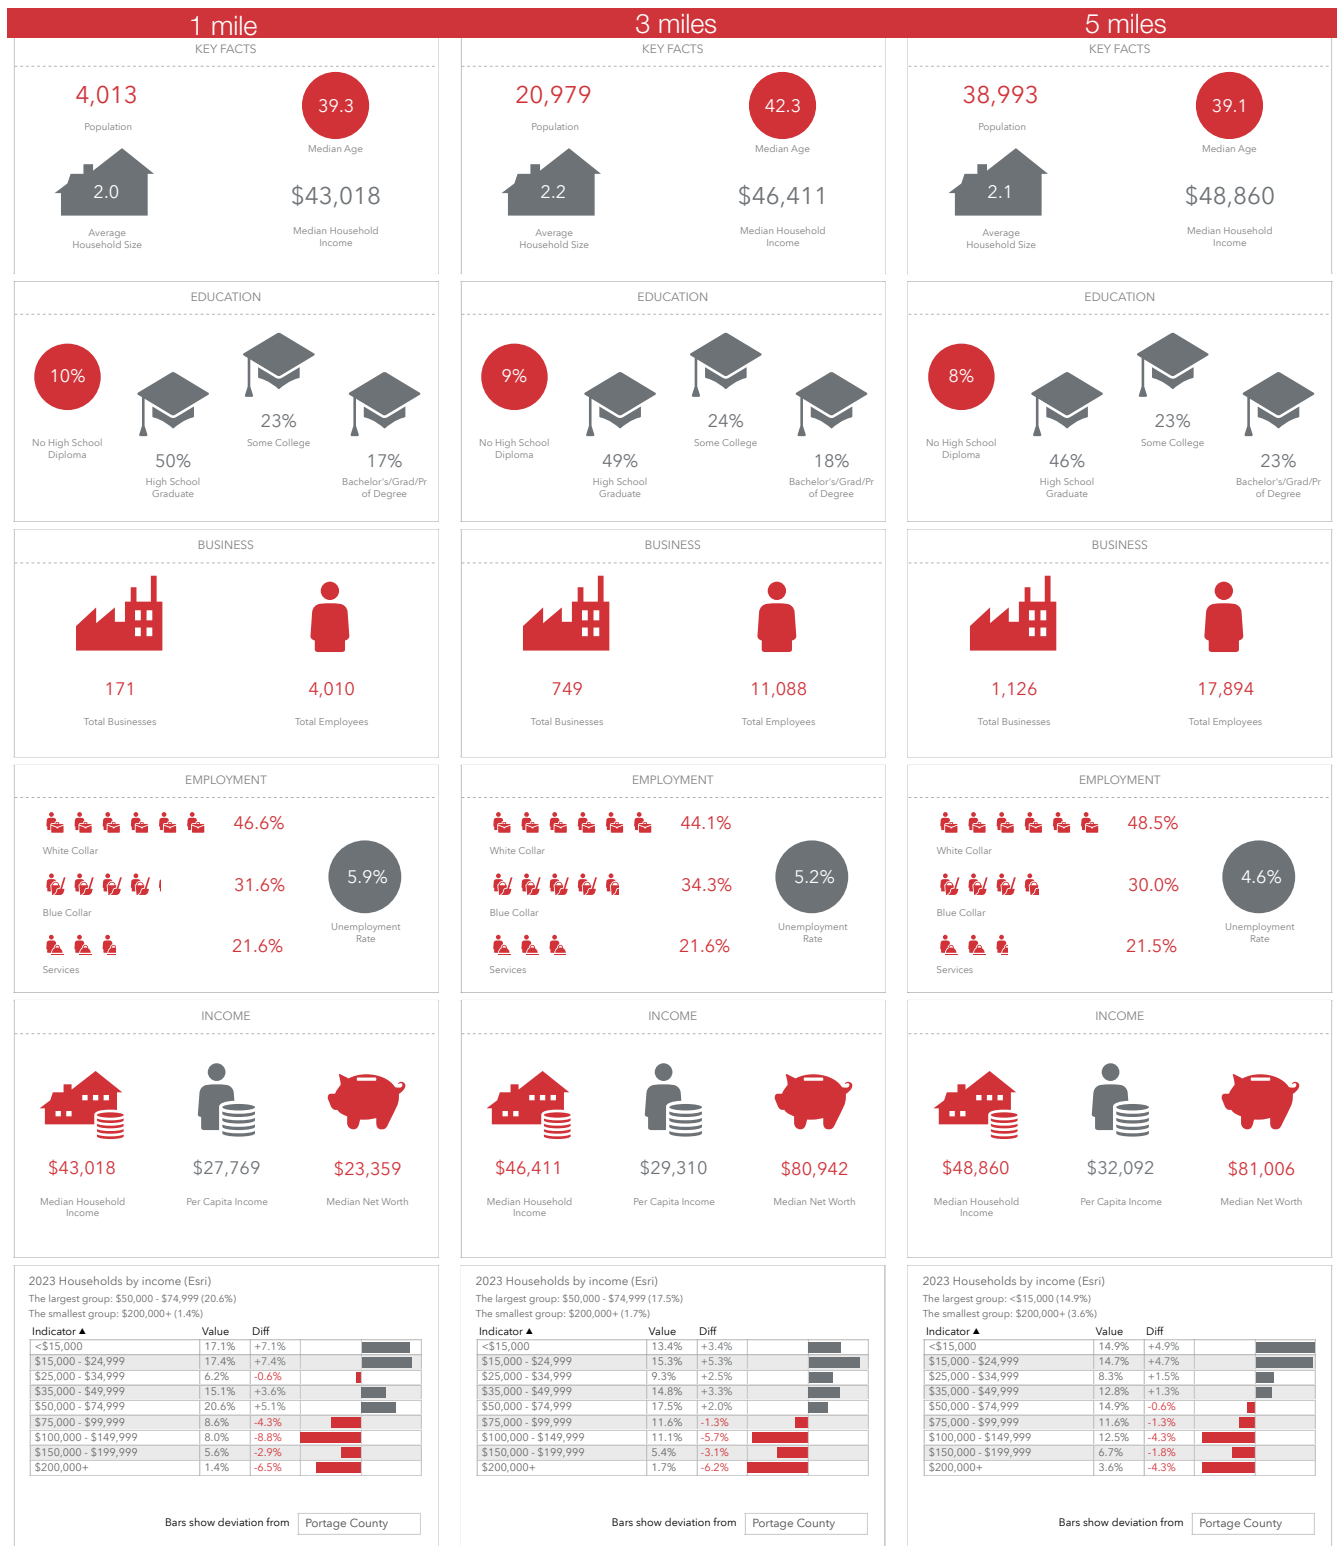 1 mile
3 miles
5 miles
KEY FACTS
4,013
Population
39.3
Median Age
2.0
Average
Household Size
$43,018
Median Household
Income
KEY FACTS
20,979
Population
42.3
Median Age
2.2
Average
Household Size
$46,411
Median Household
Income
KEY FACTS
38,993
Population
39.1
Median Age
2.1
Average
Household Size
$48,860
Median Household
Income
EDUCATION
10%
No High School
Diploma
50%
High School
Graduate
23%
Some College
17%
Bachelor's/Grad/Pr
of Degree
EDUCATION
9%
No High School
Diploma
49%
High School
Graduate
24%
Some College
18%
Bachelor's/Grad/Pr
of Degree
EDUCATION
8%
No High School
Diploma
46%
High School
Graduate
23%
Some College
23%
Bachelor's/Grad/Pr
of Degree
BUSINESS
171
Total Businesses
4,010
Total Employees
BUSINESS
749
Total Businesses
11,088
Total Employees
BUSINESS
1,126
Total Businesses
17,894
Total Employees
EMPLOYMENT
46.6%
White Collar
31.6%
Blue Collar
21.6%
Services
5.9%
Unemployment
Rate
EMPLOYMENT
44.1%
White Collar
34.3%
Blue Collar
21.6%
Services
5.2%
Unemployment
Rate
EMPLOYMENT
48.5%
White Collar
30.0%
Blue Collar
21.5%
Services
4.6%
Unemployment
Rate
INCOME
$43,018
Median Household
Income
$27,769
Per Capita Income
$23,359
Median Net Worth
INCOME
$46,411
Median Household
Income
$29,310
Per Capita Income
$80,942
Median Net Worth
INCOME
$48,860
Median Household
Income
$32,092
Per Capita Income
$81,006
Median Net Worth
2023 Households by income (Esri)
The largest group: $50,000 - $74,999 (20.6%)
The smallest group: $200,000+ (1.4%)
Indicator ▲ Value Diff
<$15,000 17.1% +7.1%
$15,000 - $24,999 17.4% +7.4%
$25,000 - $34,999 6.2% -0.6%
$35,000 - $49,999 15.1% +3.6%
$50,000 - $74,999 20.6% +5.1%
$75,000 - $99,999 8.6% -4.3%
$100,000 - $149,999 8.0% -8.8%
$150,000 - $199,999 5.6% -2.9%
$200,000+ 1.4% -6.5%
Bars show deviation from Portage County
2023 Households by income (Esri)
The largest group: $50,000 - $74,999 (17.5%)
The smallest group: $200,000+ (1.7%)
Indicator ▲ Value Diff
<$15,000 13.4% +3.4%
$15,000 - $24,999 15.3% +5.3%
$25,000 - $34,999 9.3% +2.5%
$35,000 - $49,999 14.8% +3.3%
$50,000 - $74,999 17.5% +2.0%
$75,000 - $99,999 11.6% -1.3%
$100,000 - $149,999 11.1% -5.7%
$150,000 - $199,999 5.4% -3.1%
$200,000+ 1.7% -6.2%
Bars show deviation from Portage County
2023 Households by income (Esri)
The largest group: <$15,000 (14.9%)
The smallest group: $200,000+ (3.6%)
Indicator ▲ Value Diff
<$15,000 14.9% +4.9%
$15,000 - $24,999 14.7% +4.7%
$25,000 - $34,999 8.3% +1.5%
$35,000 - $49,999 12.8% +1.3%
$50,000 - $74,999 14.9% -0.6%
$75,000 - $99,999 11.6% -1.3%
$100,000 - $149,999 12.5% -4.3%
$150,000 - $199,999 6.7% -1.8%
$200,000+ 3.6% -4.3%
Bars show deviation from Portage County